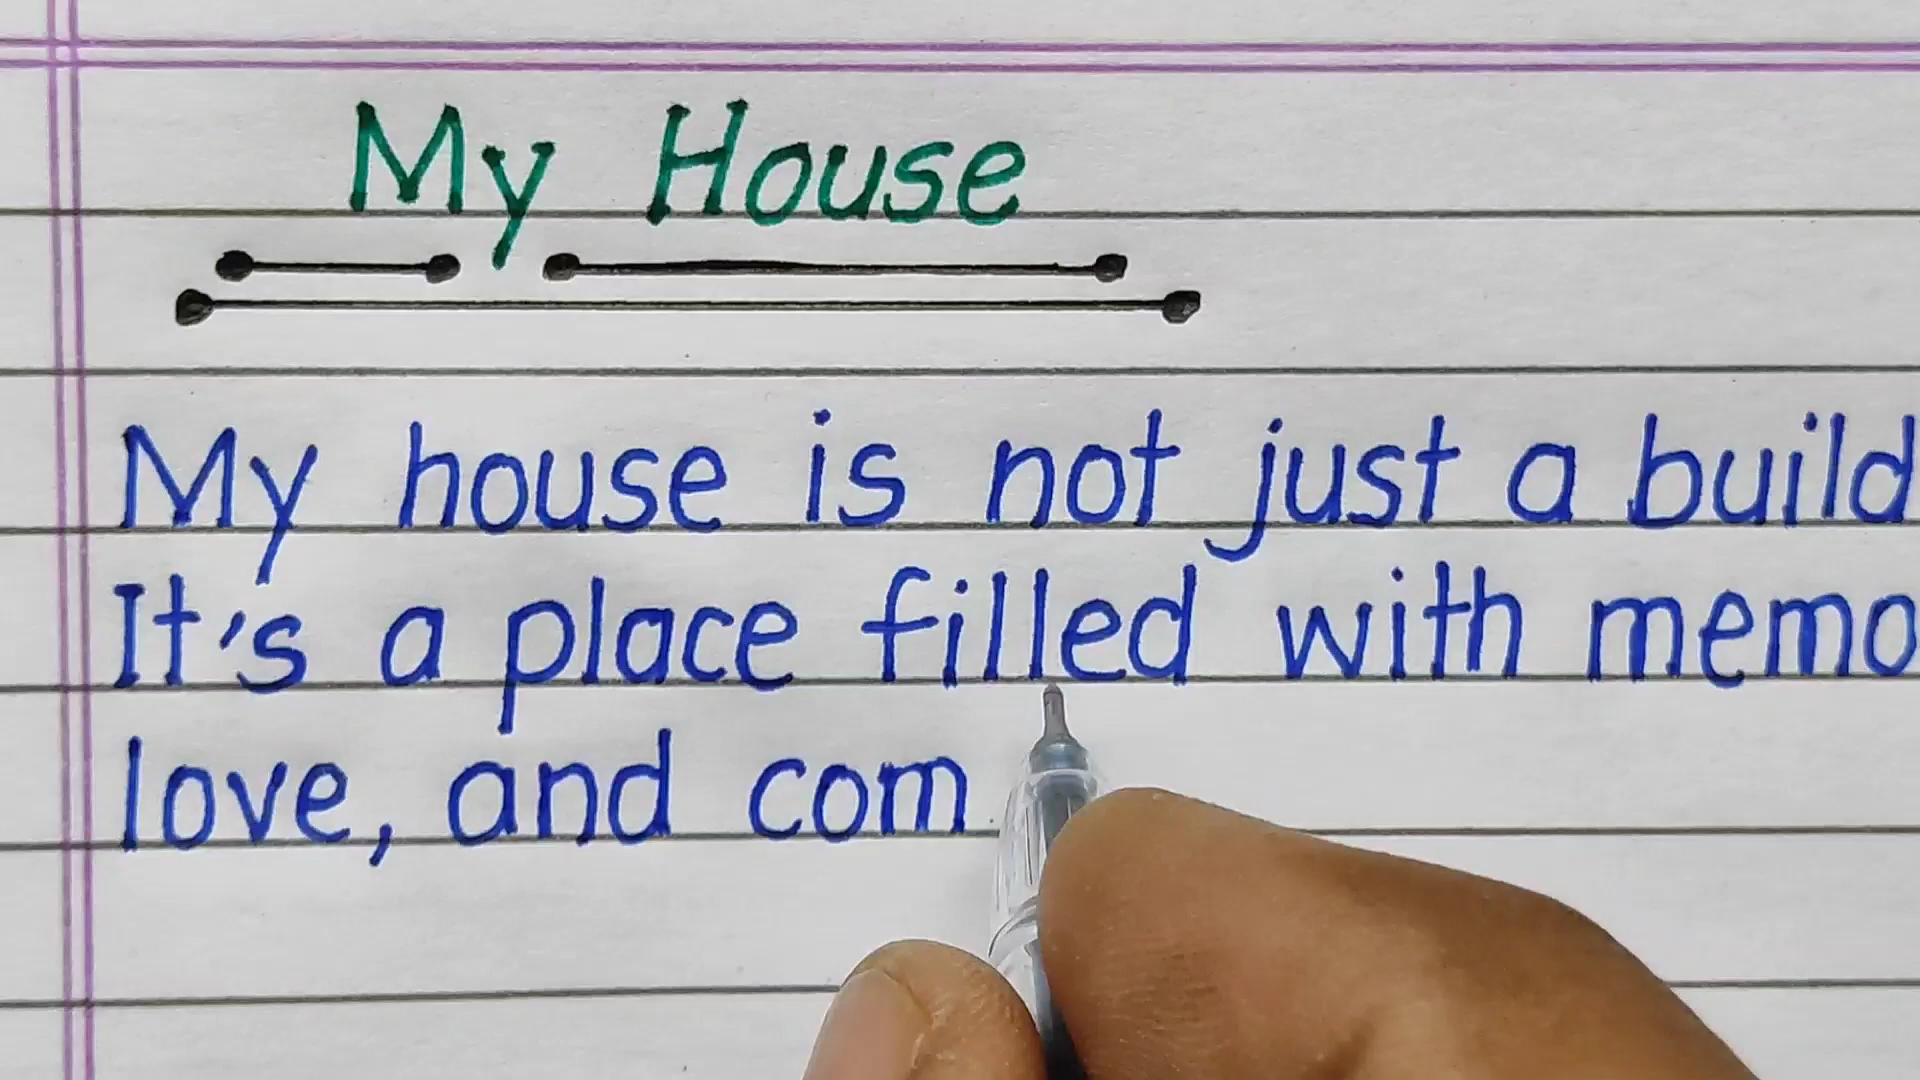 My House
My house is not just a build
It's a place filled with memo
love, and com